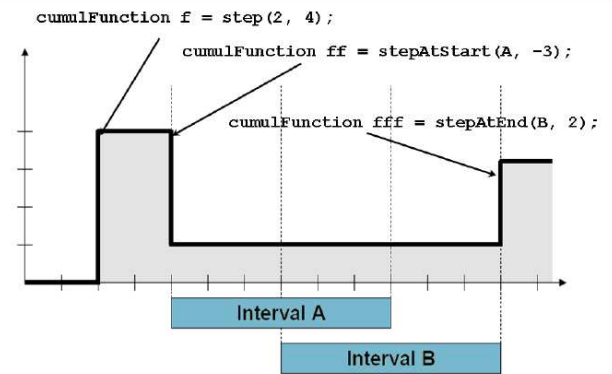 cumulFunction f = step(2, 4);
cumulFunction ff = stepAtStart(A, -3);
cumulFunction fff = stepAtEnd(B, 2);
Interval A
Interval B